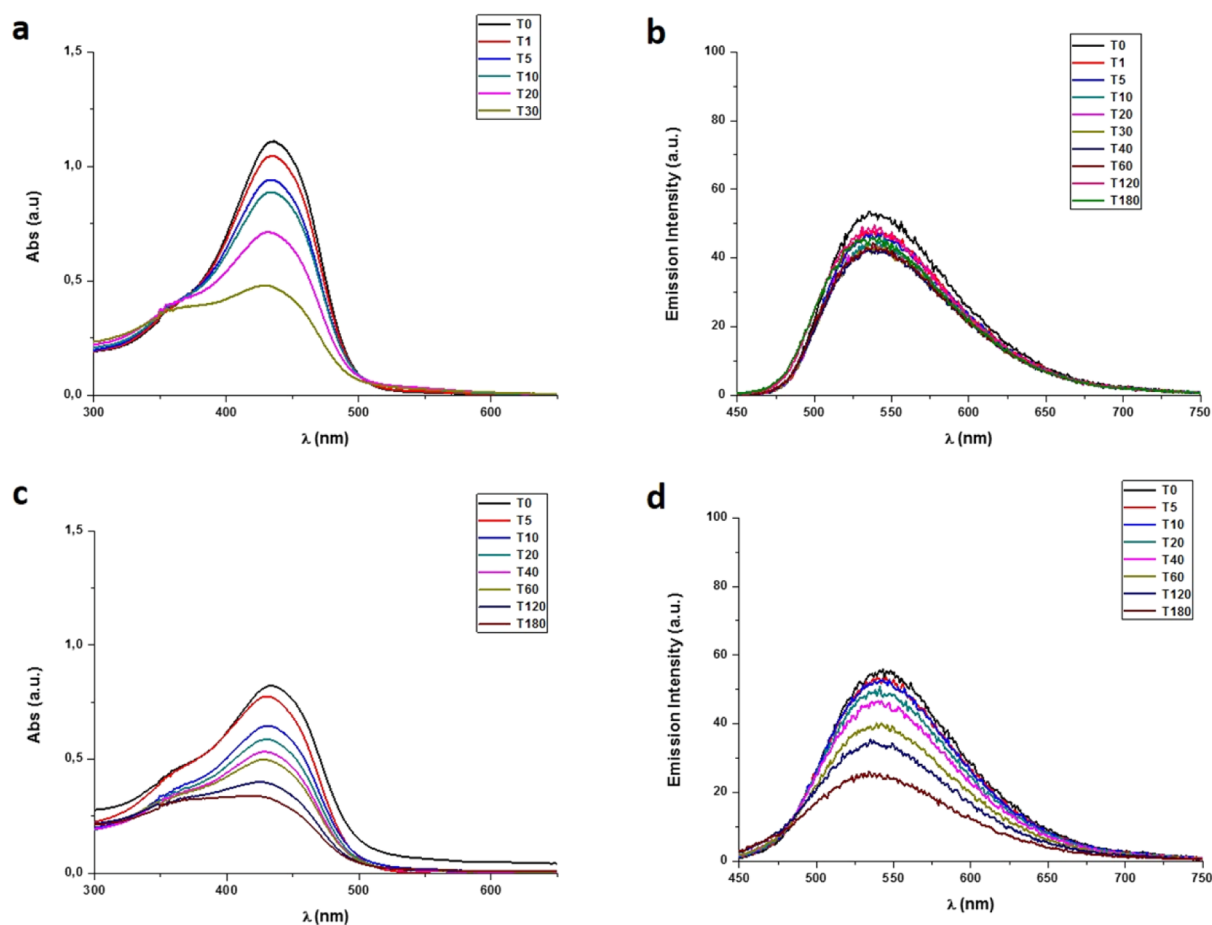 a
T0
T1
T5
T10
T20
T30
1,5
1,0
0,5
0,0
Abs (a.u)
300 400 500 600
λ (nm)
b
T0
T1
T5
T10
T20
T30
T40
T60
T120
T180
100
80
60
40
20
0
Emission Intensity (a.u.)
450 500 550 600 650 700 750
λ (nm)
c
T0
T5
T10
T20
T40
T60
T120
T180
1,5
1,0
0,5
0,0
Abs (a.u.)
300 400 500 600
λ (nm)
d
T0
T5
T10
T20
T40
T60
T120
T180
100
80
60
40
20
0
Emission Intensity (a.u.)
450 500 550 600 650 700 750
λ (nm)